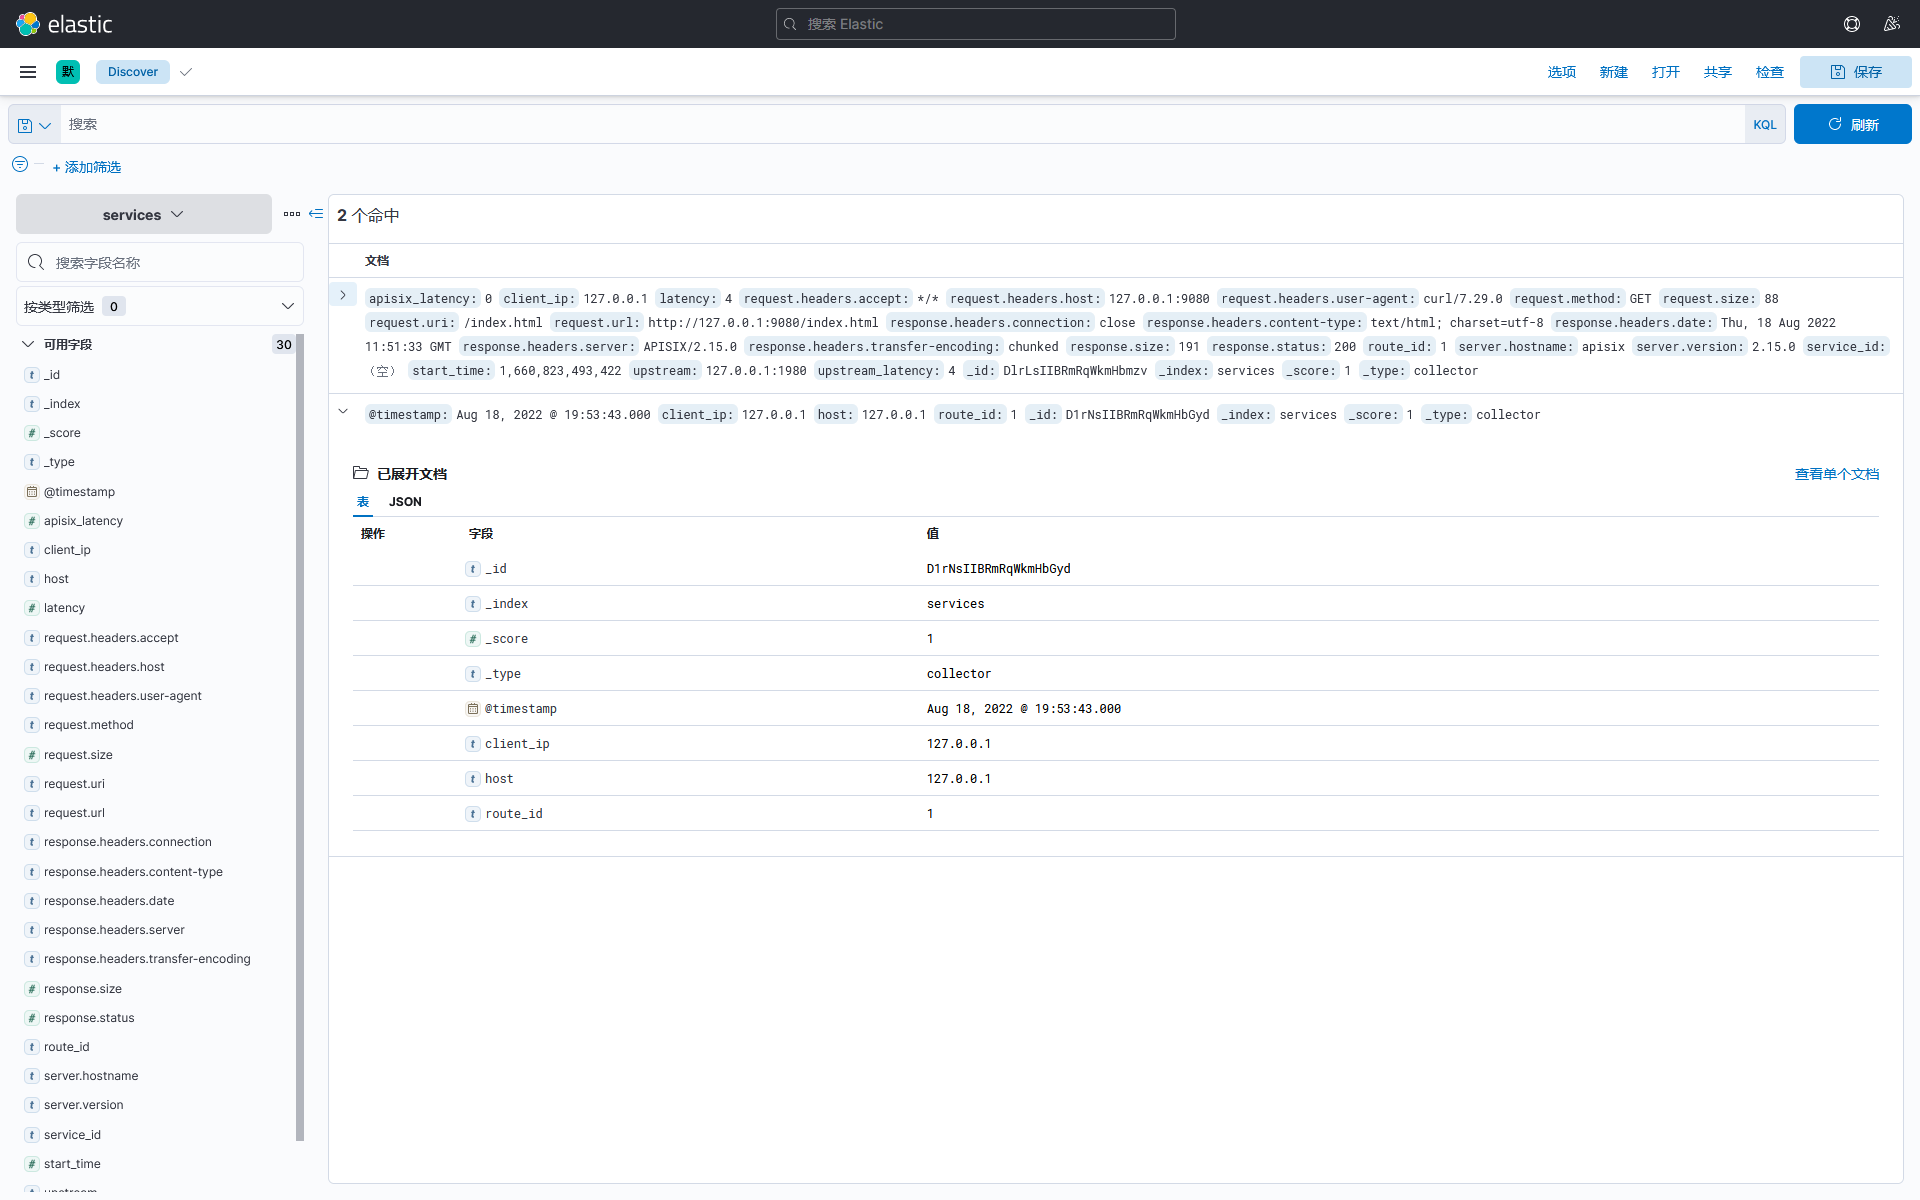 elastic
搜索 Elastic
默
Discover
选项 新建 打开 共享 检查 保存
搜索
KQL
刷新
+ 添加筛选
services
搜索字段名称
按类型筛选 0
可用字段 30
t _id
t _index
# _score
t _type
@timestamp
# apisix_latency
t client_ip
t host
# latency
t request.headers.accept
t request.headers.host
t request.headers.user-agent
t request.method
# request.size
t request.uri
t request.url
t response.headers.connection
t response.headers.content-type
t response.headers.date
t response.headers.server
t response.headers.transfer-encoding
# response.size
# response.status
t route_id
t server.hostname
t server.version
t service_id
# start_time
2 个命中
文档
apisix_latency: 0 client_ip: 127.0.0.1 latency: 4 request.headers.accept: */* request.headers.host: 127.0.0.1:9080 request.headers.user-agent: curl/7.29.0 request.method: GET request.size: 88
request.uri: /index.html request.url: http://127.0.0.1:9080/index.html response.headers.connection: close response.headers.content-type: text/html; charset=utf-8 response.headers.date: Thu, 18 Aug 2022
11:51:33 GMT response.headers.server: APISIX/2.15.0 response.headers.transfer-encoding: chunked response.size: 191 response.status: 200 route_id: 1 server.hostname: apisix server.version: 2.15.0 service_id:
（空） start_time: 1,660,823,493,422 upstream: 127.0.0.1:1980 upstream_latency: 4 _id: DlrLsIIBRmRqWkmHbmzv _index: services _score: 1 _type: collector
@timestamp: Aug 18, 2022 @ 19:53:43.000 client_ip: 127.0.0.1 host: 127.0.0.1 route_id: 1 _id: D1rNsIIBRmRqWkmHbGyd _index: services _score: 1 _type: collector
已展开文档
查看单个文档
表 JSON
操作 字段 值
t _id D1rNsIIBRmRqWkmHbGyd
t _index services
# _score 1
t _type collector
@timestamp Aug 18, 2022 @ 19:53:43.000
t client_ip 127.0.0.1
t host 127.0.0.1
t route_id 1